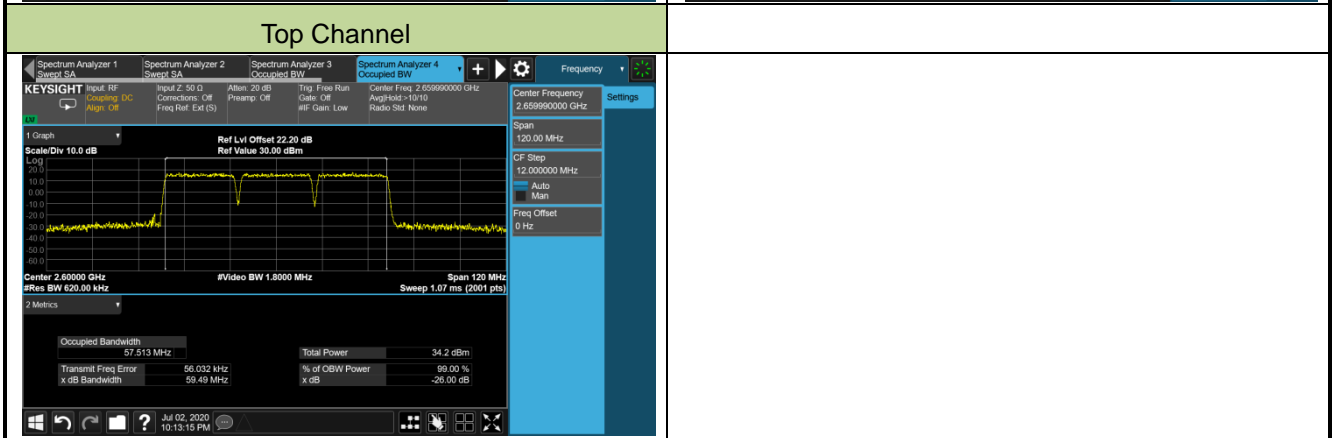 Top Channel
Spectrum Analyzer 1
Swept SA
Spectrum Analyzer 2
Swept SA
Spectrum Analyzer 3
Occupied BW
Spectrum Analyzer 4
Occupied BW
Frequency
KEYSIGHT
Input: RF
Coupling: DC
Align: Off
Input Z: 50 Ω
Corrections: Off
Freq Ref: Ext (S)
Atten: 20 dB
Preamp: Off
Trig: Free Run
Gate: Off
#IF Gain: Low
Center Freq: 2.659990000 GHz
Avg|Hold:>10/10
Radio Std: None
LXI
Center Frequency
2.659990000 GHz
Settings
Span
120.00 MHz
CF Step
12.000000 MHz
Auto
Man
Freq Offset
0 Hz
1 Graph
Scale/Div 10.0 dB
Ref Lvl Offset 22.20 dB
Ref Value 30.00 dBm
Log
20.0
10.0
0.00
-10.0
-20.0
-30.0
-40.0
-50.0
-60.0
Center 2.60000 GHz
#Video BW 1.8000 MHz
Span 120 MHz
#Res BW 620.00 kHz
Sweep 1.07 ms (2001 pts)
2 Metrics
Occupied Bandwidth
57.513 MHz
Total Power 34.2 dBm
Transmit Freq Error 56.032 kHz
% of OBW Power 99.00 %
x dB Bandwidth 59.49 MHz
x dB -26.00 dB
?
Jul 02, 2020
10:13:15 PM